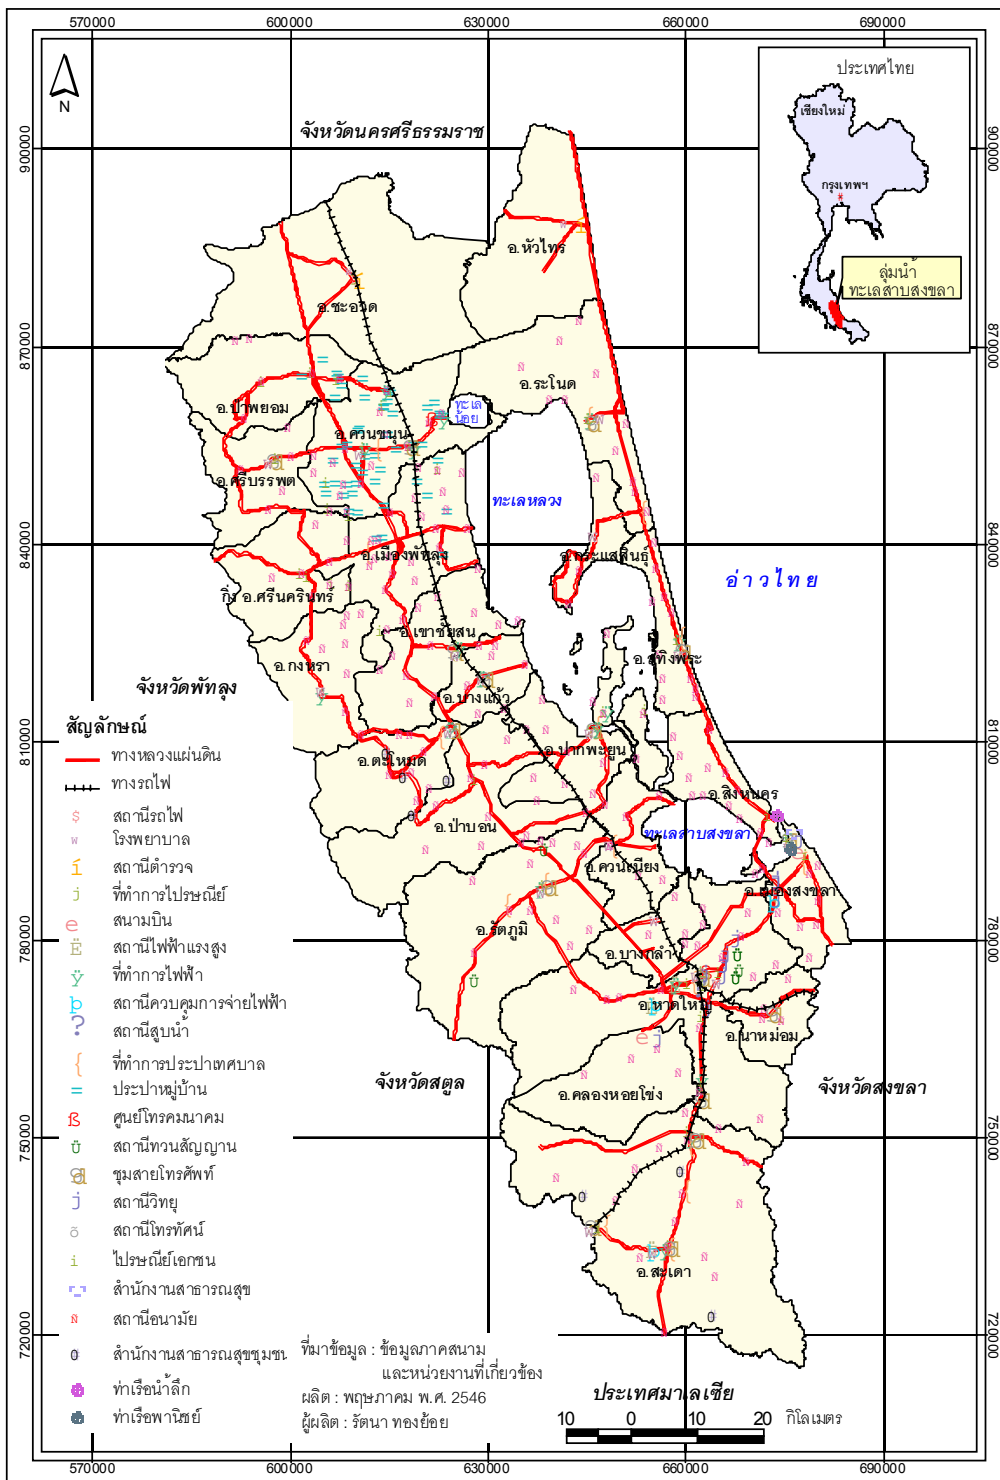 570000 600000 630000 660000 690000
N
ประเทศไทย
เชียงใหม่
กรุงเทพฯ
ลุ่มน้ำ
ทะเลสาบสงขลา
จังหวัดนครศรีธรรมราช
900000 900000
อ.หัวไทร
อ.ชะอวด
870000 870000
อ.ระโนด
อ.ป่าพยอม
ทะเล
น้อย
อ.ควนขนุน
อ.ศรีบรรพต
ทะเลหลวง
840000 840000
อ.เมืองพัทลุง
อ.กระแสสินธุ์
อ่าวไทย
กิ่ง อ.ศรีนครินทร์
อ.เขาชัยสน
อ.สทิงพระ
อ.กงหรา
จังหวัดพัทลุง
อ.บางแก้ว
810000 810000
อ.ตะโหมด
อ.ปากพะยูน
อ.สิงหนคร
อ.ป่าบอน
ทะเลสาบสงขลา
อ.ควนเนียง
อ.เมืองสงขลา
อ.รัตภูมิ
780000 780000
อ.บางกล่ำ
อ.หาดใหญ่
อ.นาหม่อม
จังหวัดสตูล
อ.คลองหอยโข่ง
จังหวัดสงขลา
750000 750000
อ.สะเดา
720000 720000
ประเทศมาเลเซีย
สัญลักษณ์
ทางหลวงแผ่นดิน
ทางรถไฟ
$ สถานีรถไฟ
w โรงพยาบาล
í สถานีตำรวจ
j ที่ทำการไปรษณีย์
e สนามบิน
Ë สถานีไฟฟ้าแรงสูง
ÿ ที่ทำการไฟฟ้า
þ สถานีควบคุมการจ่ายไฟฟ้า
? สถานีสูบน้ำ
{ ที่ทำการประปาเทศบาล
= ประปาหมู่บ้าน
ß ศูนย์โทรคมนาคม
Ü สถานีทวนสัญญาน
ชุมสายโทรศัพท์
j สถานีวิทยุ
õ สถานีโทรทัศน์
i ไปรษณีย์เอกชน
สำนักงานสาธารณสุข
Ñ สถานีอนามัย
สำนักงานสาธารณสุขชุมชน
ท่าเรือน้ำลึก
ท่าเรือพานิชย์
ที่มาข้อมูล : ข้อมูลภาคสนาม
และหน่วยงานที่เกี่ยวข้อง
ผลิต : พฤษภาคม พ.ศ. 2546
ผู้ผลิต : รัตนา ทองย้อย
10 0 10 20 กิโลเมตร
570000 600000 630000 660000 690000